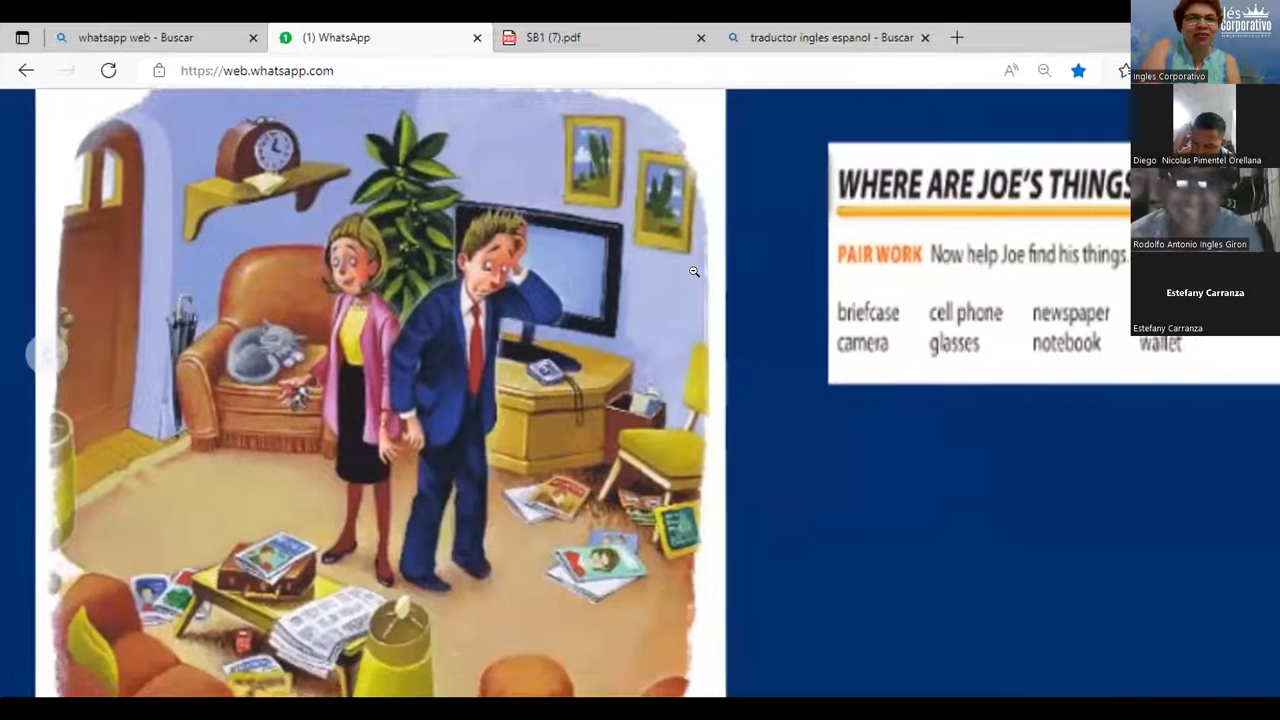 whatsapp web - Buscar
(1) WhatsApp
SB1 (7).pdf
traductor ingles espanol - Buscar
https://web.whatsapp.com
WHERE ARE JOE'S THINGS
PAIR WORK Now help Joe find his things.
briefcase cell phone newspaper
camera glasses notebook wallet
lés
corporativo
Ingles Corporativo
Diego Nicolas Pimentel Orellana
Rodolfo Antonio Ingles Giron
Estefany Carranza
Estefany Carranza